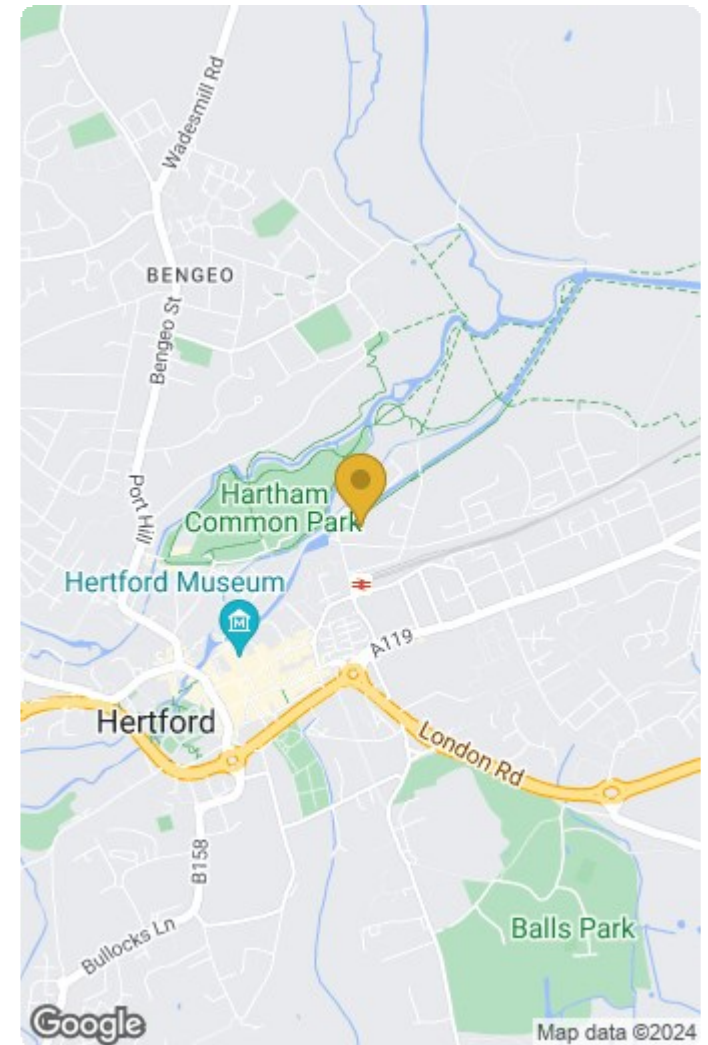 Wadesmill Rd
BENGEO
Bengeo St
Port Hill
Hartham
Common Park
Hertford Museum
M
A119
Hertford
London Rd
B158
Bullocks Ln
Balls Park
Google
Map data ©2024